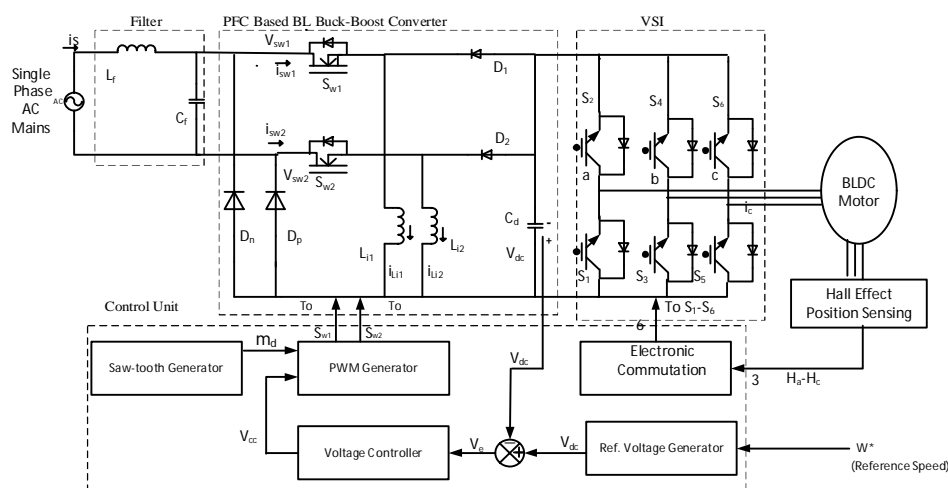 Filter
PFC Based BL Buck-Boost Converter
VSI
is
Lf
Cf
Single
Phase
AC
Mains
AC
Vsw1
isw1
Sw1
D1
isw2
Vsw2
Sw2
D2
Dn
Dp
Li1
Li2
iLi1
iLi2
Cd
-
+
Vdc
S2
S4
S6
a
b
c
ic
S1
S3
S5
BLDC
Motor
Hall Effect
Position Sensing
To
To
To S1-S6
Control Unit
Sw1
Sw2
6
Saw-tooth Generator
md
PWM Generator
Vdc
Electronic
Commutation
3
Ha-Hc
Vcc
Voltage Controller
Ve
-
+
Vdc
Ref. Voltage Generator
W*
(Reference Speed)